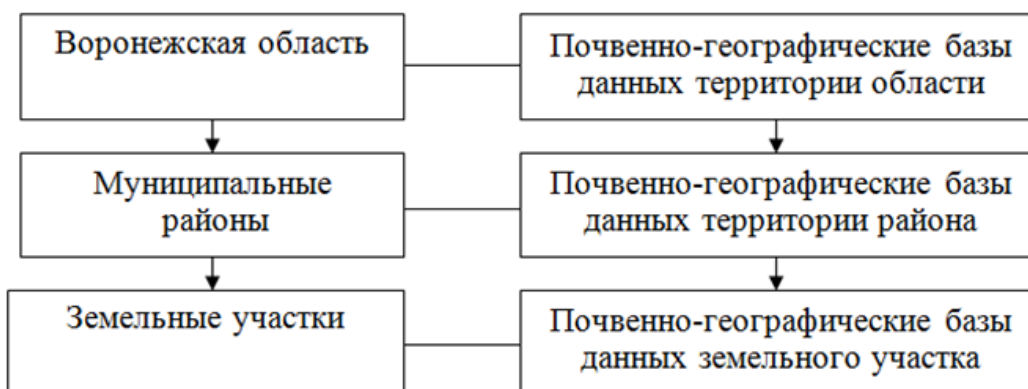 Воронежская область
Почвенно-географические базы
данных территории области
Муниципальные
районы
Почвенно-географические базы
данных территории района
Земельные участки
Почвенно-географические базы
данных земельного участка